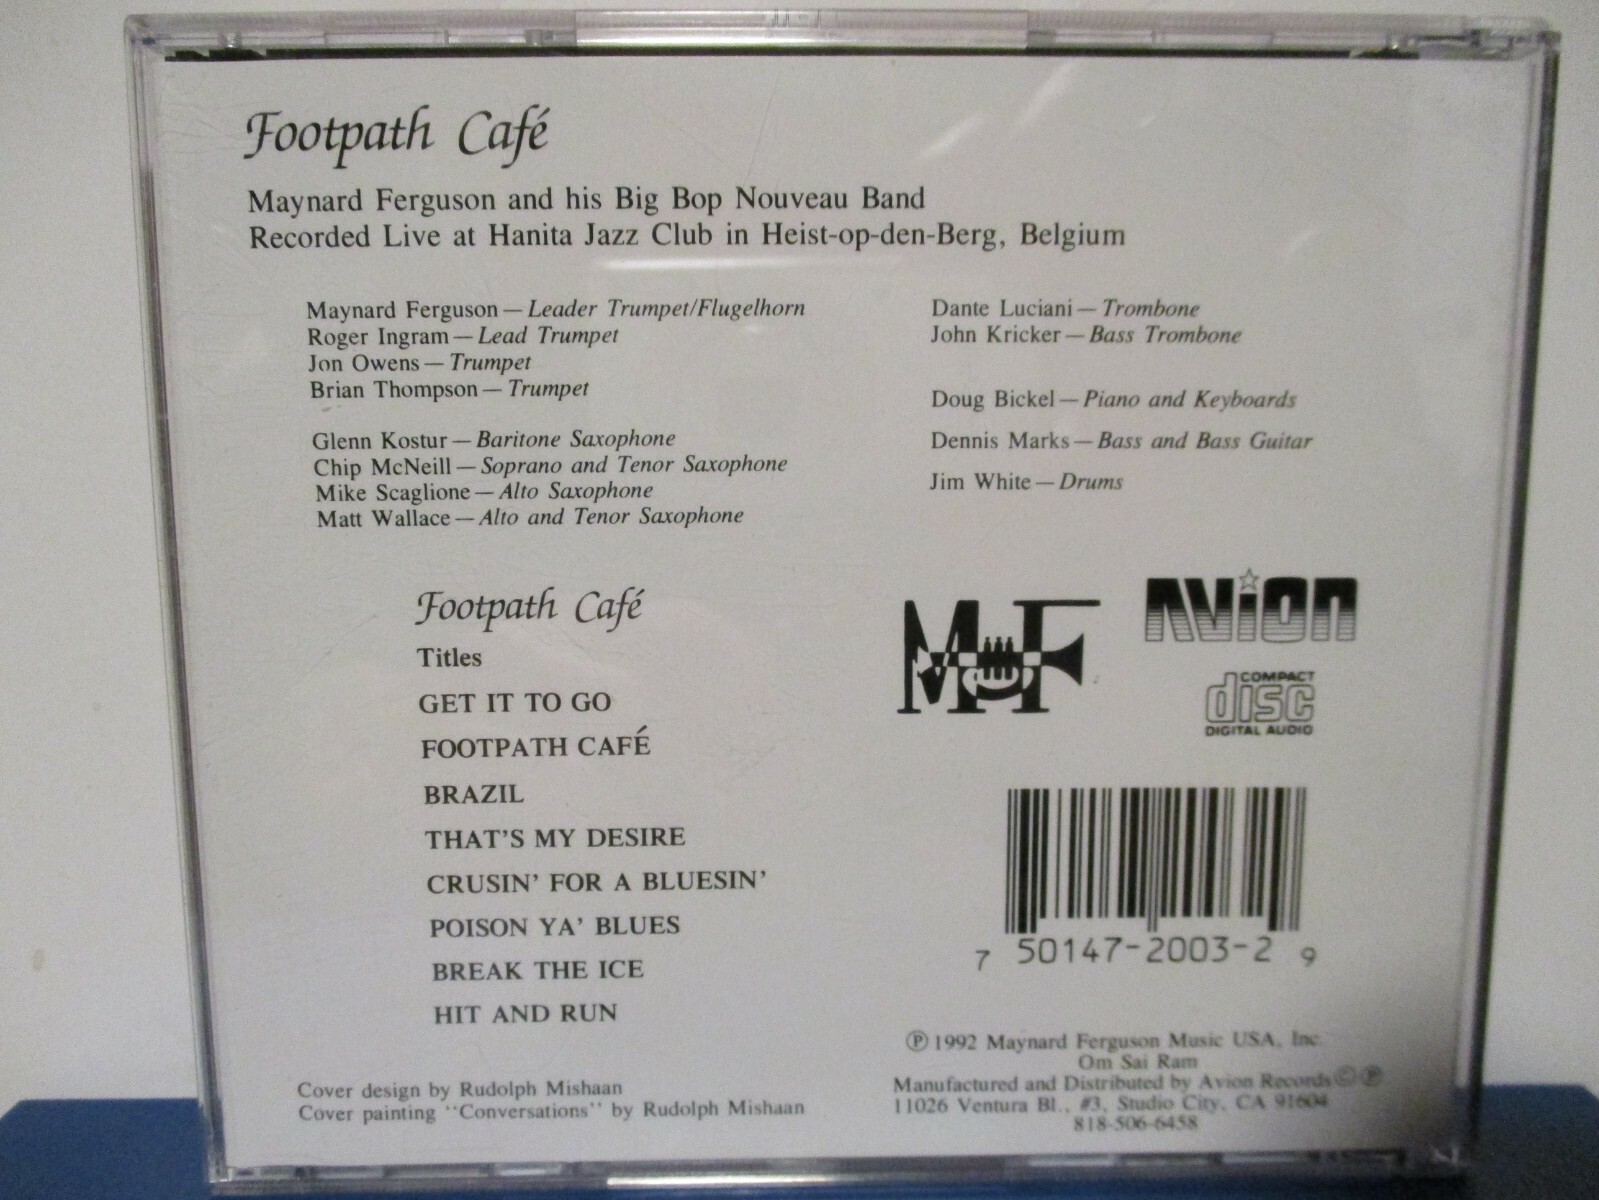 Footpath Café
Maynard Ferguson and his Big Bop Nouveau Band
Recorded Live at Hanita Jazz Club in Heist-op-den-Berg, Belgium
Maynard Ferguson — Leader Trumpet/Flugelhorn
Roger Ingram — Lead Trumpet
Jon Owens — Trumpet
Brian Thompson — Trumpet
Glenn Kostur — Baritone Saxophone
Chip McNeill — Soprano and Tenor Saxophone
Mike Scaglione — Alto Saxophone
Matt Wallace — Alto and Tenor Saxophone
Dante Luciani — Trombone
John Kricker — Bass Trombone
Doug Bickel — Piano and Keyboards
Dennis Marks — Bass and Bass Guitar
Jim White — Drums
Footpath Café
Titles
GET IT TO GO
FOOTPATH CAFÉ
BRAZIL
THAT'S MY DESIRE
CRUSIN' FOR A BLUESIN'
POISON YA' BLUES
BREAK THE ICE
HIT AND RUN
Cover design by Rudolph Mishaan
Cover painting "Conversations" by Rudolph Mishaan
MF
AVION
COMPACT
disc
DIGITAL AUDIO
7 50147-2003-2 9
℗ 1992 Maynard Ferguson Music USA, Inc.
Om Sai Ram
Manufactured and Distributed by Avion Records © ℗
11026 Ventura Bl., #3, Studio City, CA 91604
818-506-6458